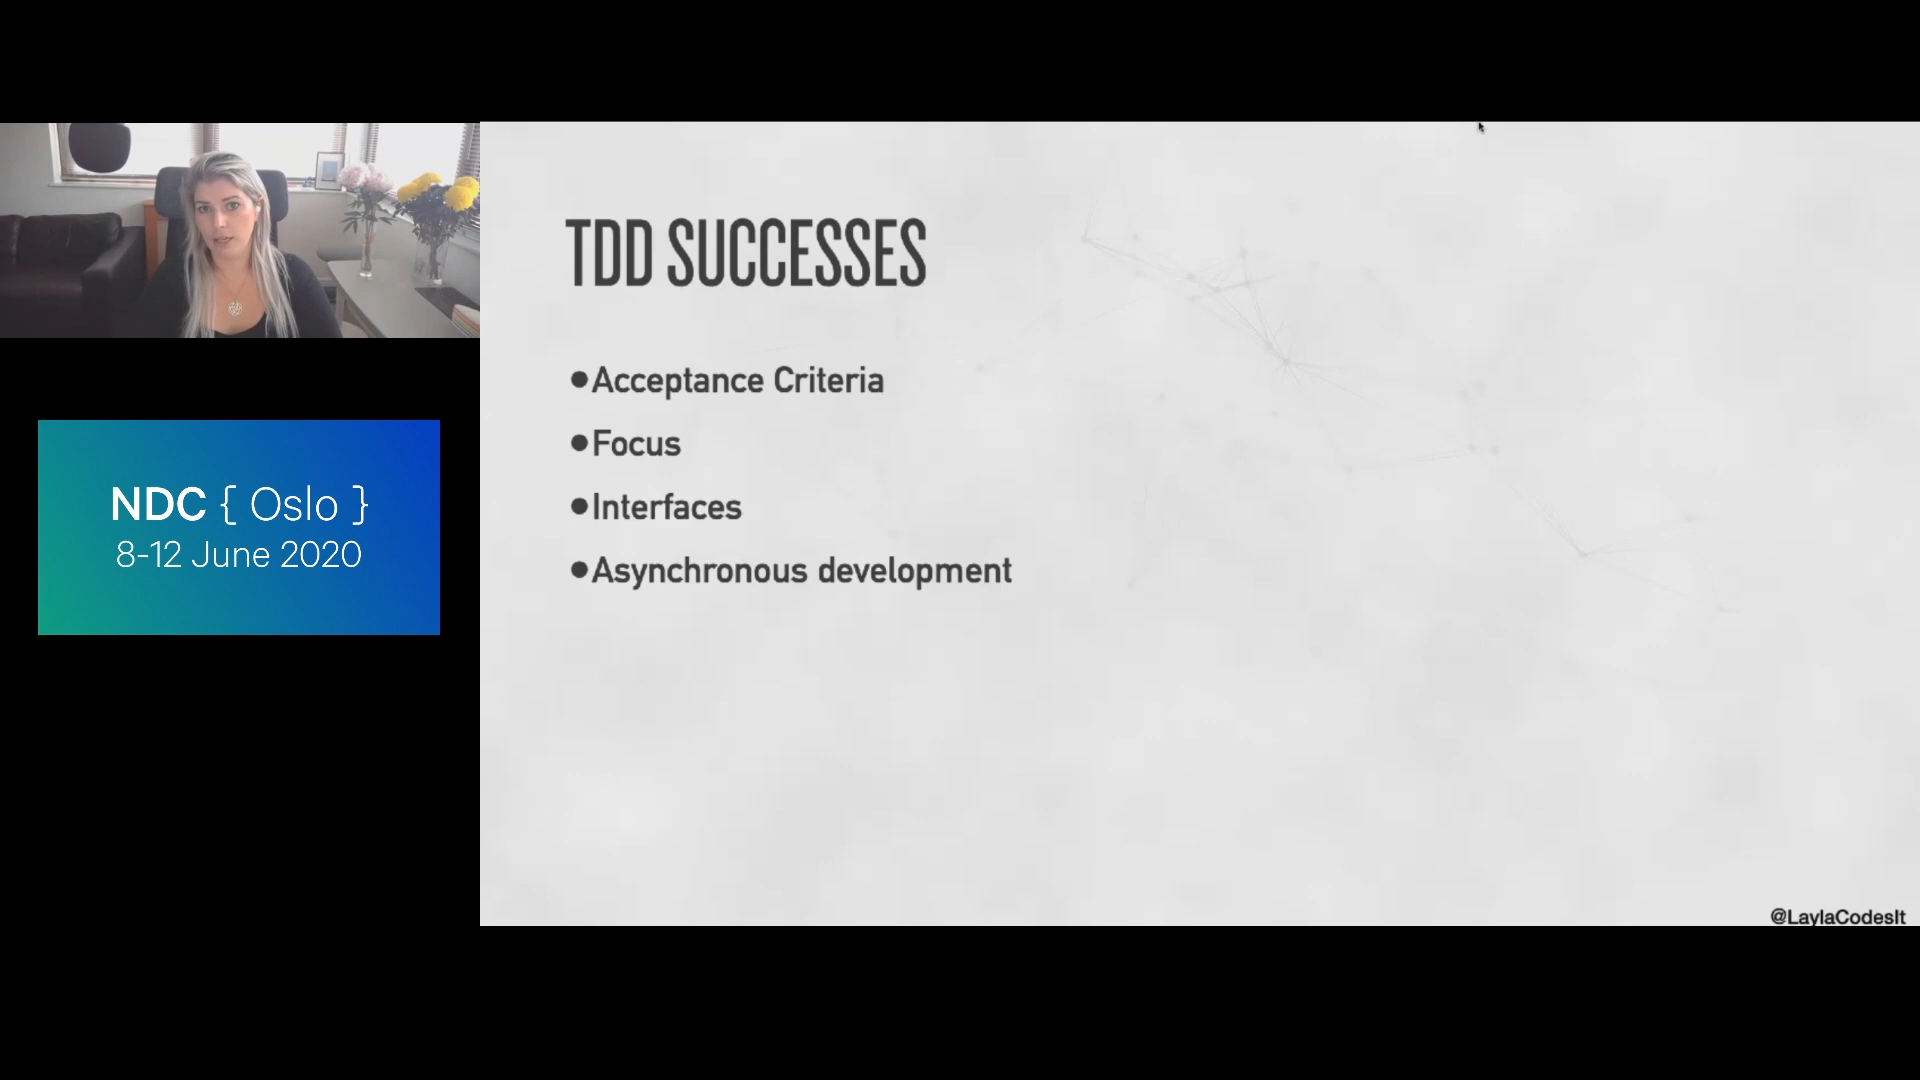 TDD SUCCESSES
•Acceptance Criteria
•Focus
•Interfaces
•Asynchronous development
NDC { Oslo }
8-12 June 2020
@LaylaCodesIt